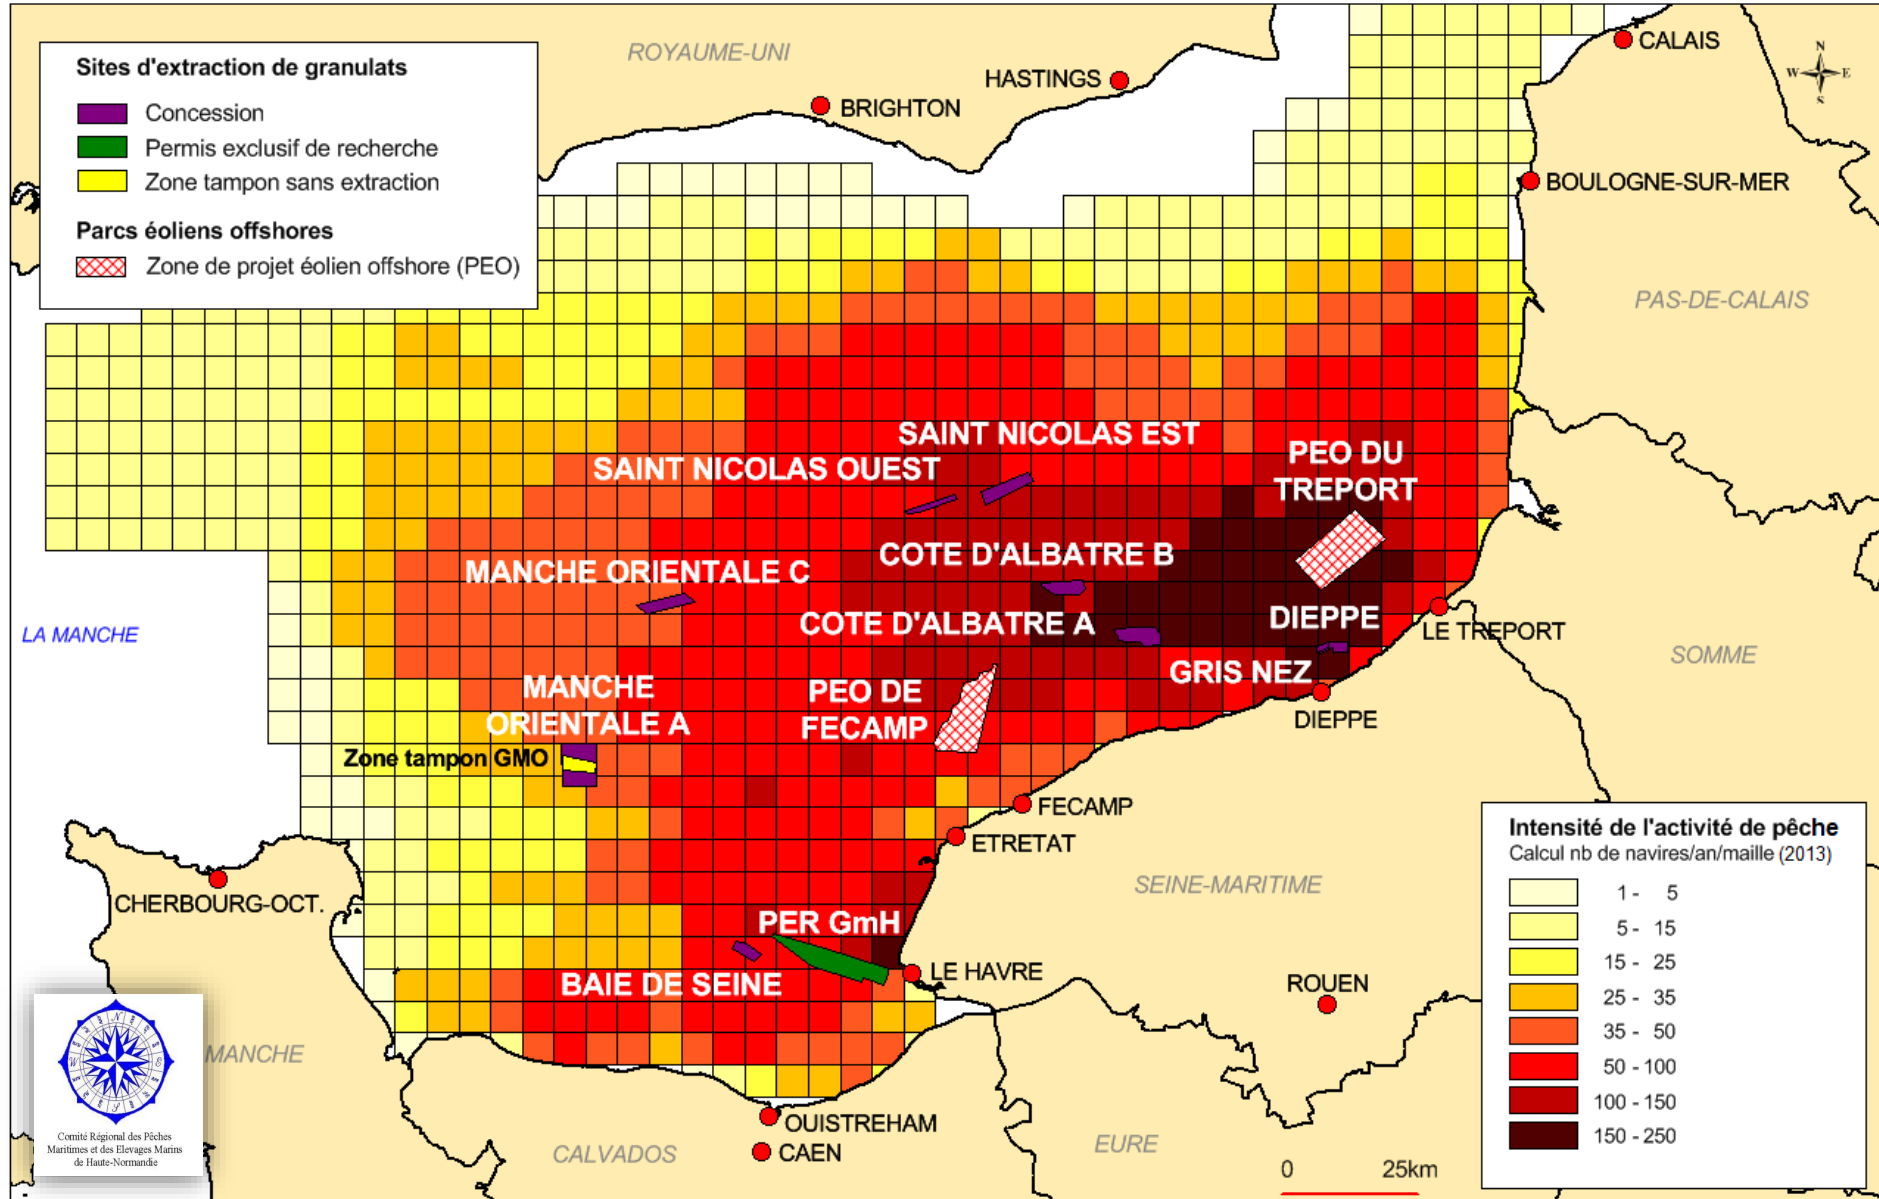 Sites d'extraction de granulats
Concession
Permis exclusif de recherche
Zone tampon sans extraction
Parcs éoliens offshores
Zone de projet éolien offshore (PEO)
ROYAUME-UNI
HASTINGS
BRIGHTON
CALAIS
N
W
E
S
BOULOGNE-SUR-MER
PAS-DE-CALAIS
SAINT NICOLAS EST
SAINT NICOLAS OUEST
PEO DU
TREPORT
COTE D'ALBATRE B
MANCHE ORIENTALE C
COTE D'ALBATRE A
DIEPPE
LA MANCHE
LE TREPORT
SOMME
GRIS NEZ
MANCHE
ORIENTALE A
PEO DE
FECAMP
DIEPPE
Zone tampon GMO
FECAMP
ETRETAT
CHERBOURG-OCT.
SEINE-MARITIME
PER GmH
LE HAVRE
BAIE DE SEINE
ROUEN
MANCHE
OUISTREHAM
CAEN
CALVADOS
EURE
0 25km
Intensité de l'activité de pêche
Calcul nb de navires/an/maille (2013)
1 - 5
5 - 15
15 - 25
25 - 35
35 - 50
50 - 100
100 - 150
150 - 250
Comité Régional des Pêches
Maritimes et des Elevages Marins
de Haute-Normandie